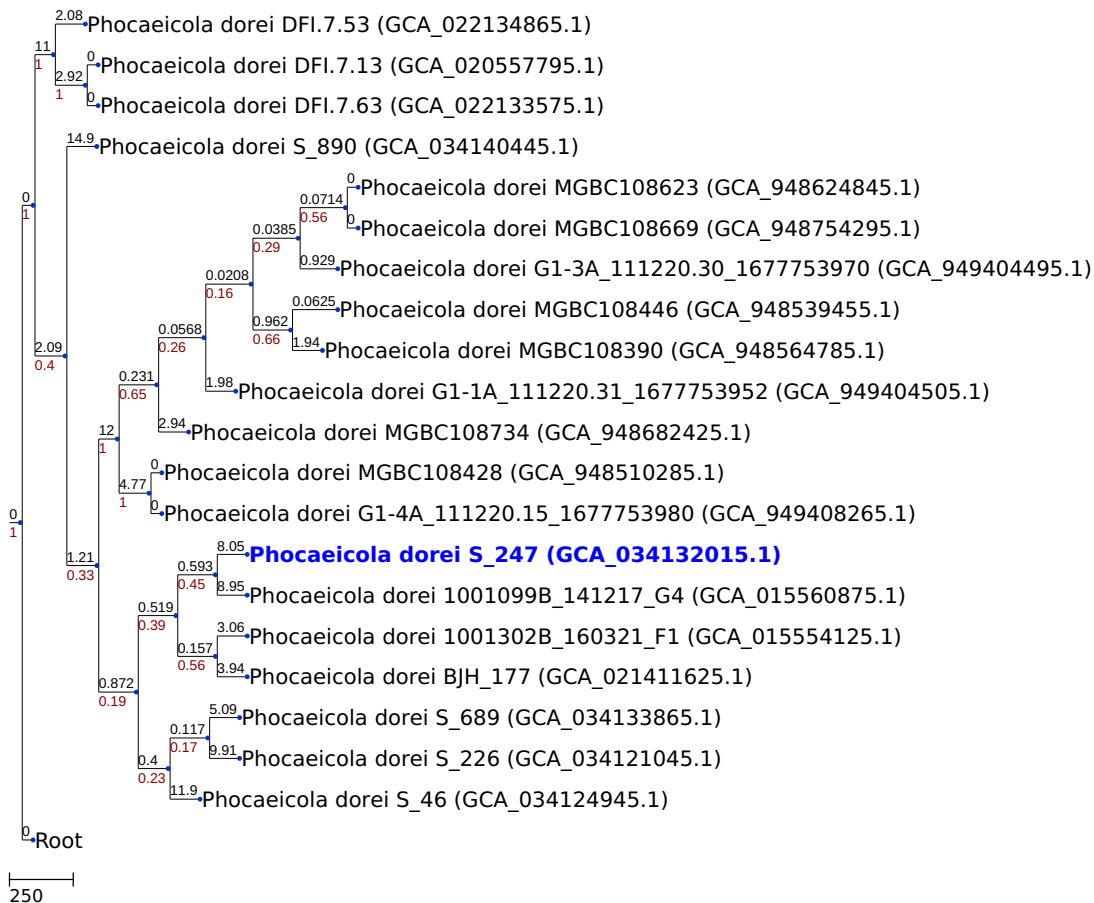 2.08
Phocaeicola dorei DFI.7.53 (GCA_022134865.1)
11
1
0
Phocaeicola dorei DFI.7.13 (GCA_020557795.1)
2.92
1
0
Phocaeicola dorei DFI.7.63 (GCA_022133575.1)
14.9
Phocaeicola dorei S_890 (GCA_034140445.1)
0
1
0
Phocaeicola dorei MGBC108623 (GCA_948624845.1)
0.0714
0.56
0
Phocaeicola dorei MGBC108669 (GCA_948754295.1)
0.0385
0.29
0.929
Phocaeicola dorei G1-3A_111220.30_1677753970 (GCA_949404495.1)
0.0208
0.16
0.0625
Phocaeicola dorei MGBC108446 (GCA_948539455.1)
0.962
0.66
1.94
Phocaeicola dorei MGBC108390 (GCA_948564785.1)
0.0568
0.26
2.09
0.4
0.231
0.65
1.98
Phocaeicola dorei G1-1A_111220.31_1677753952 (GCA_949404505.1)
2.94
Phocaeicola dorei MGBC108734 (GCA_948682425.1)
12
1
0
Phocaeicola dorei MGBC108428 (GCA_948510285.1)
4.77
1
0
Phocaeicola dorei G1-4A_111220.15_1677753980 (GCA_949408265.1)
0
1
8.05
Phocaeicola dorei S_247 (GCA_034132015.1)
1.21
0.33
0.593
0.45
8.95
Phocaeicola dorei 1001099B_141217_G4 (GCA_015560875.1)
0.519
0.39
3.06
Phocaeicola dorei 1001302B_160321_F1 (GCA_015554125.1)
0.157
0.56
3.94
Phocaeicola dorei BJH_177 (GCA_021411625.1)
0.872
0.19
5.09
Phocaeicola dorei S_689 (GCA_034133865.1)
0.117
0.17
9.91
Phocaeicola dorei S_226 (GCA_034121045.1)
0.4
0.23
11.9
Phocaeicola dorei S_46 (GCA_034124945.1)
0
Root
250